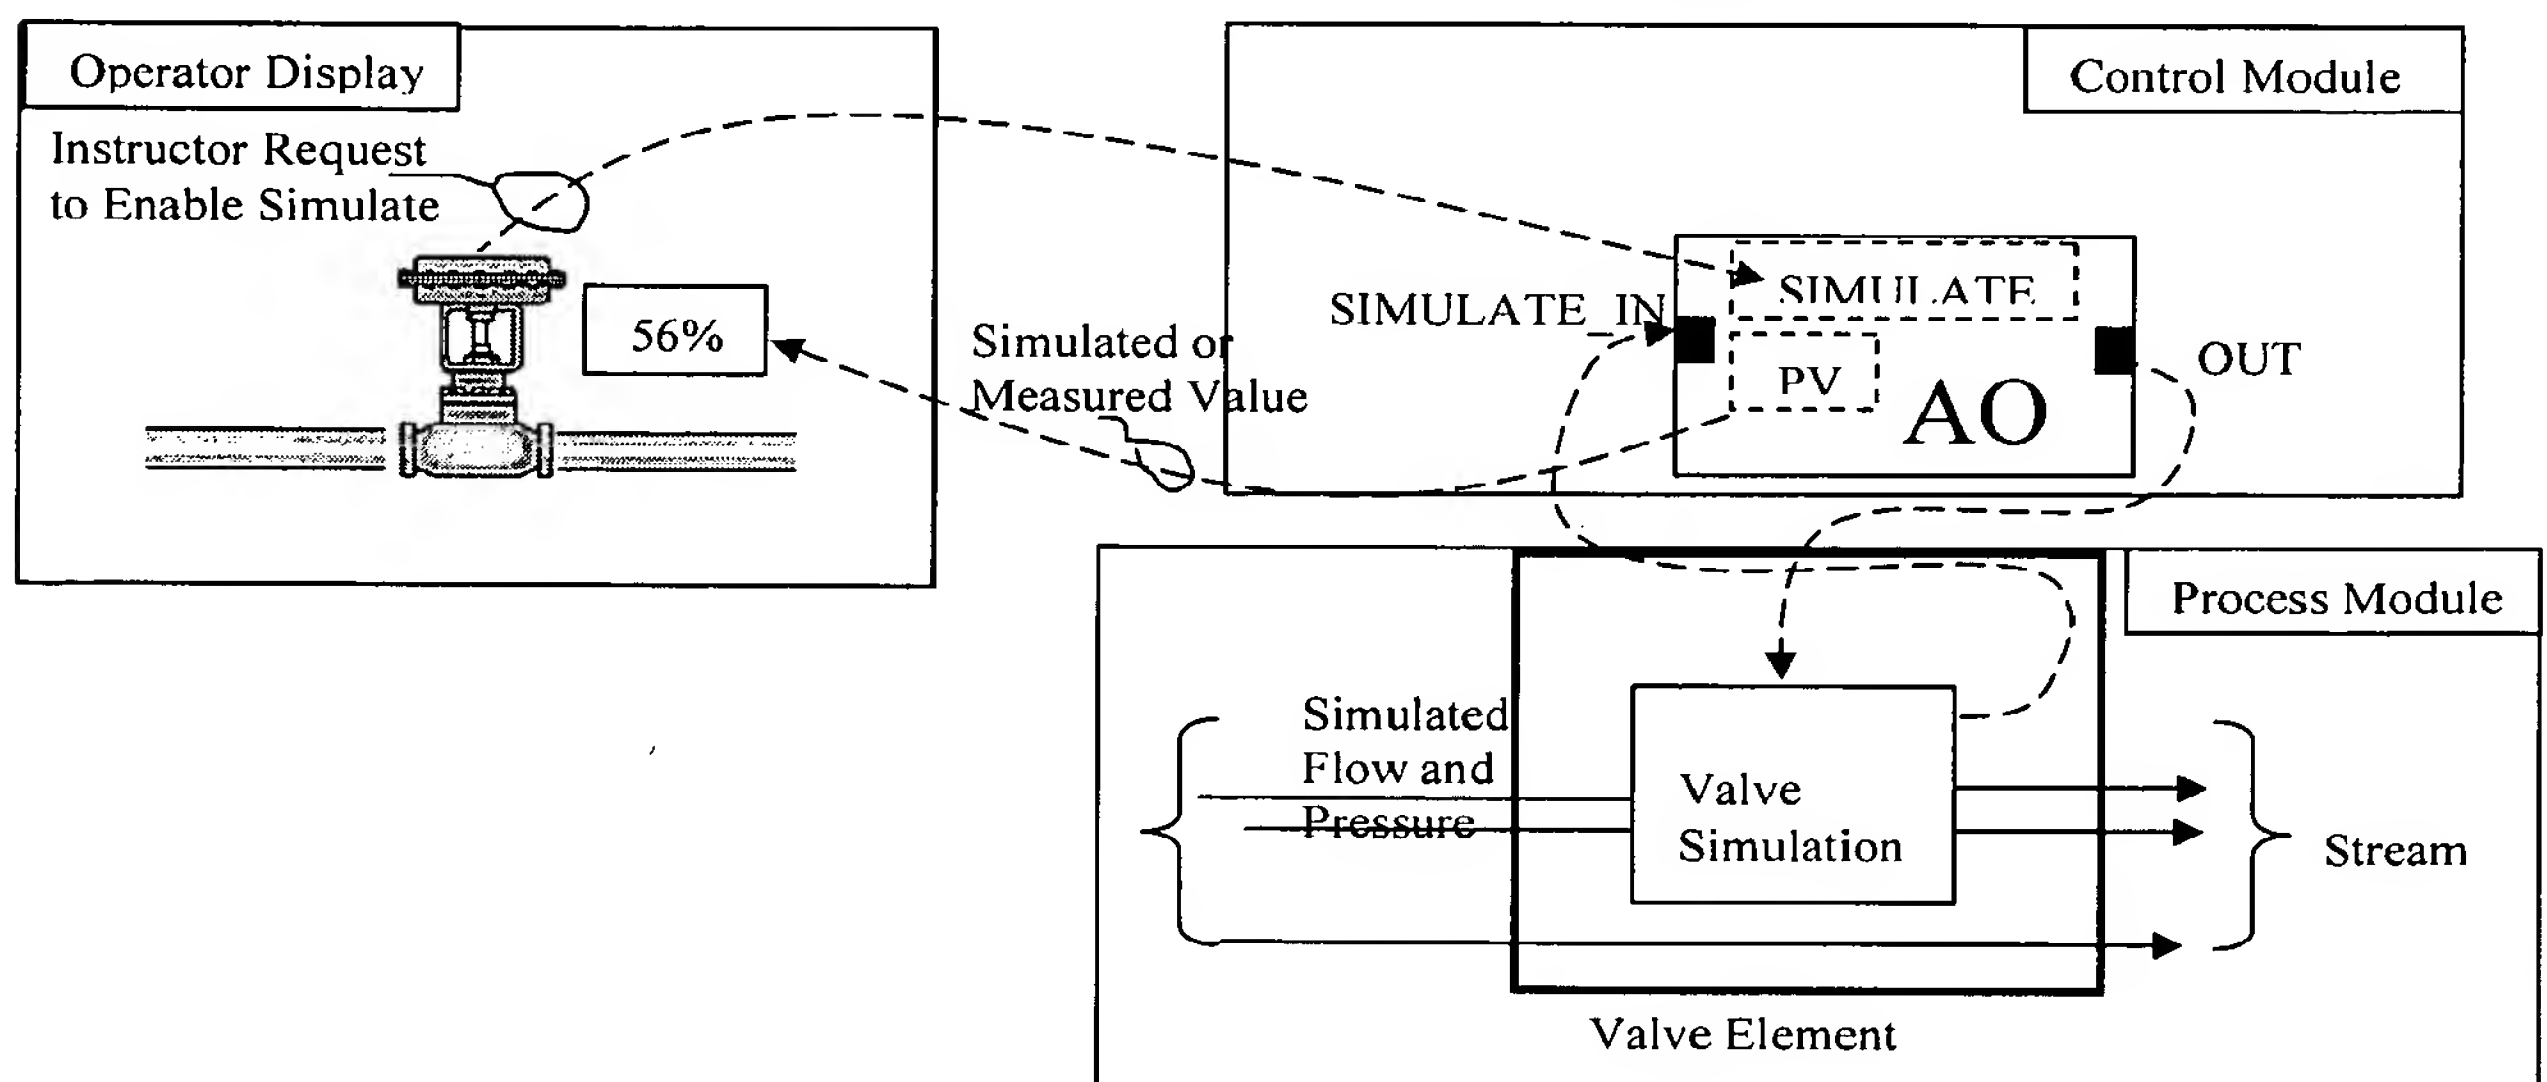 Operator Display
Instructor Request
to Enable Simulate
56%
Simulated or
Measured Value
Control Module
SIMULATE_IN
SIMULATE
PV
AO
OUT
Process Module
Simulated
Flow and
Pressure
Valve
Simulation
Stream
Valve Element